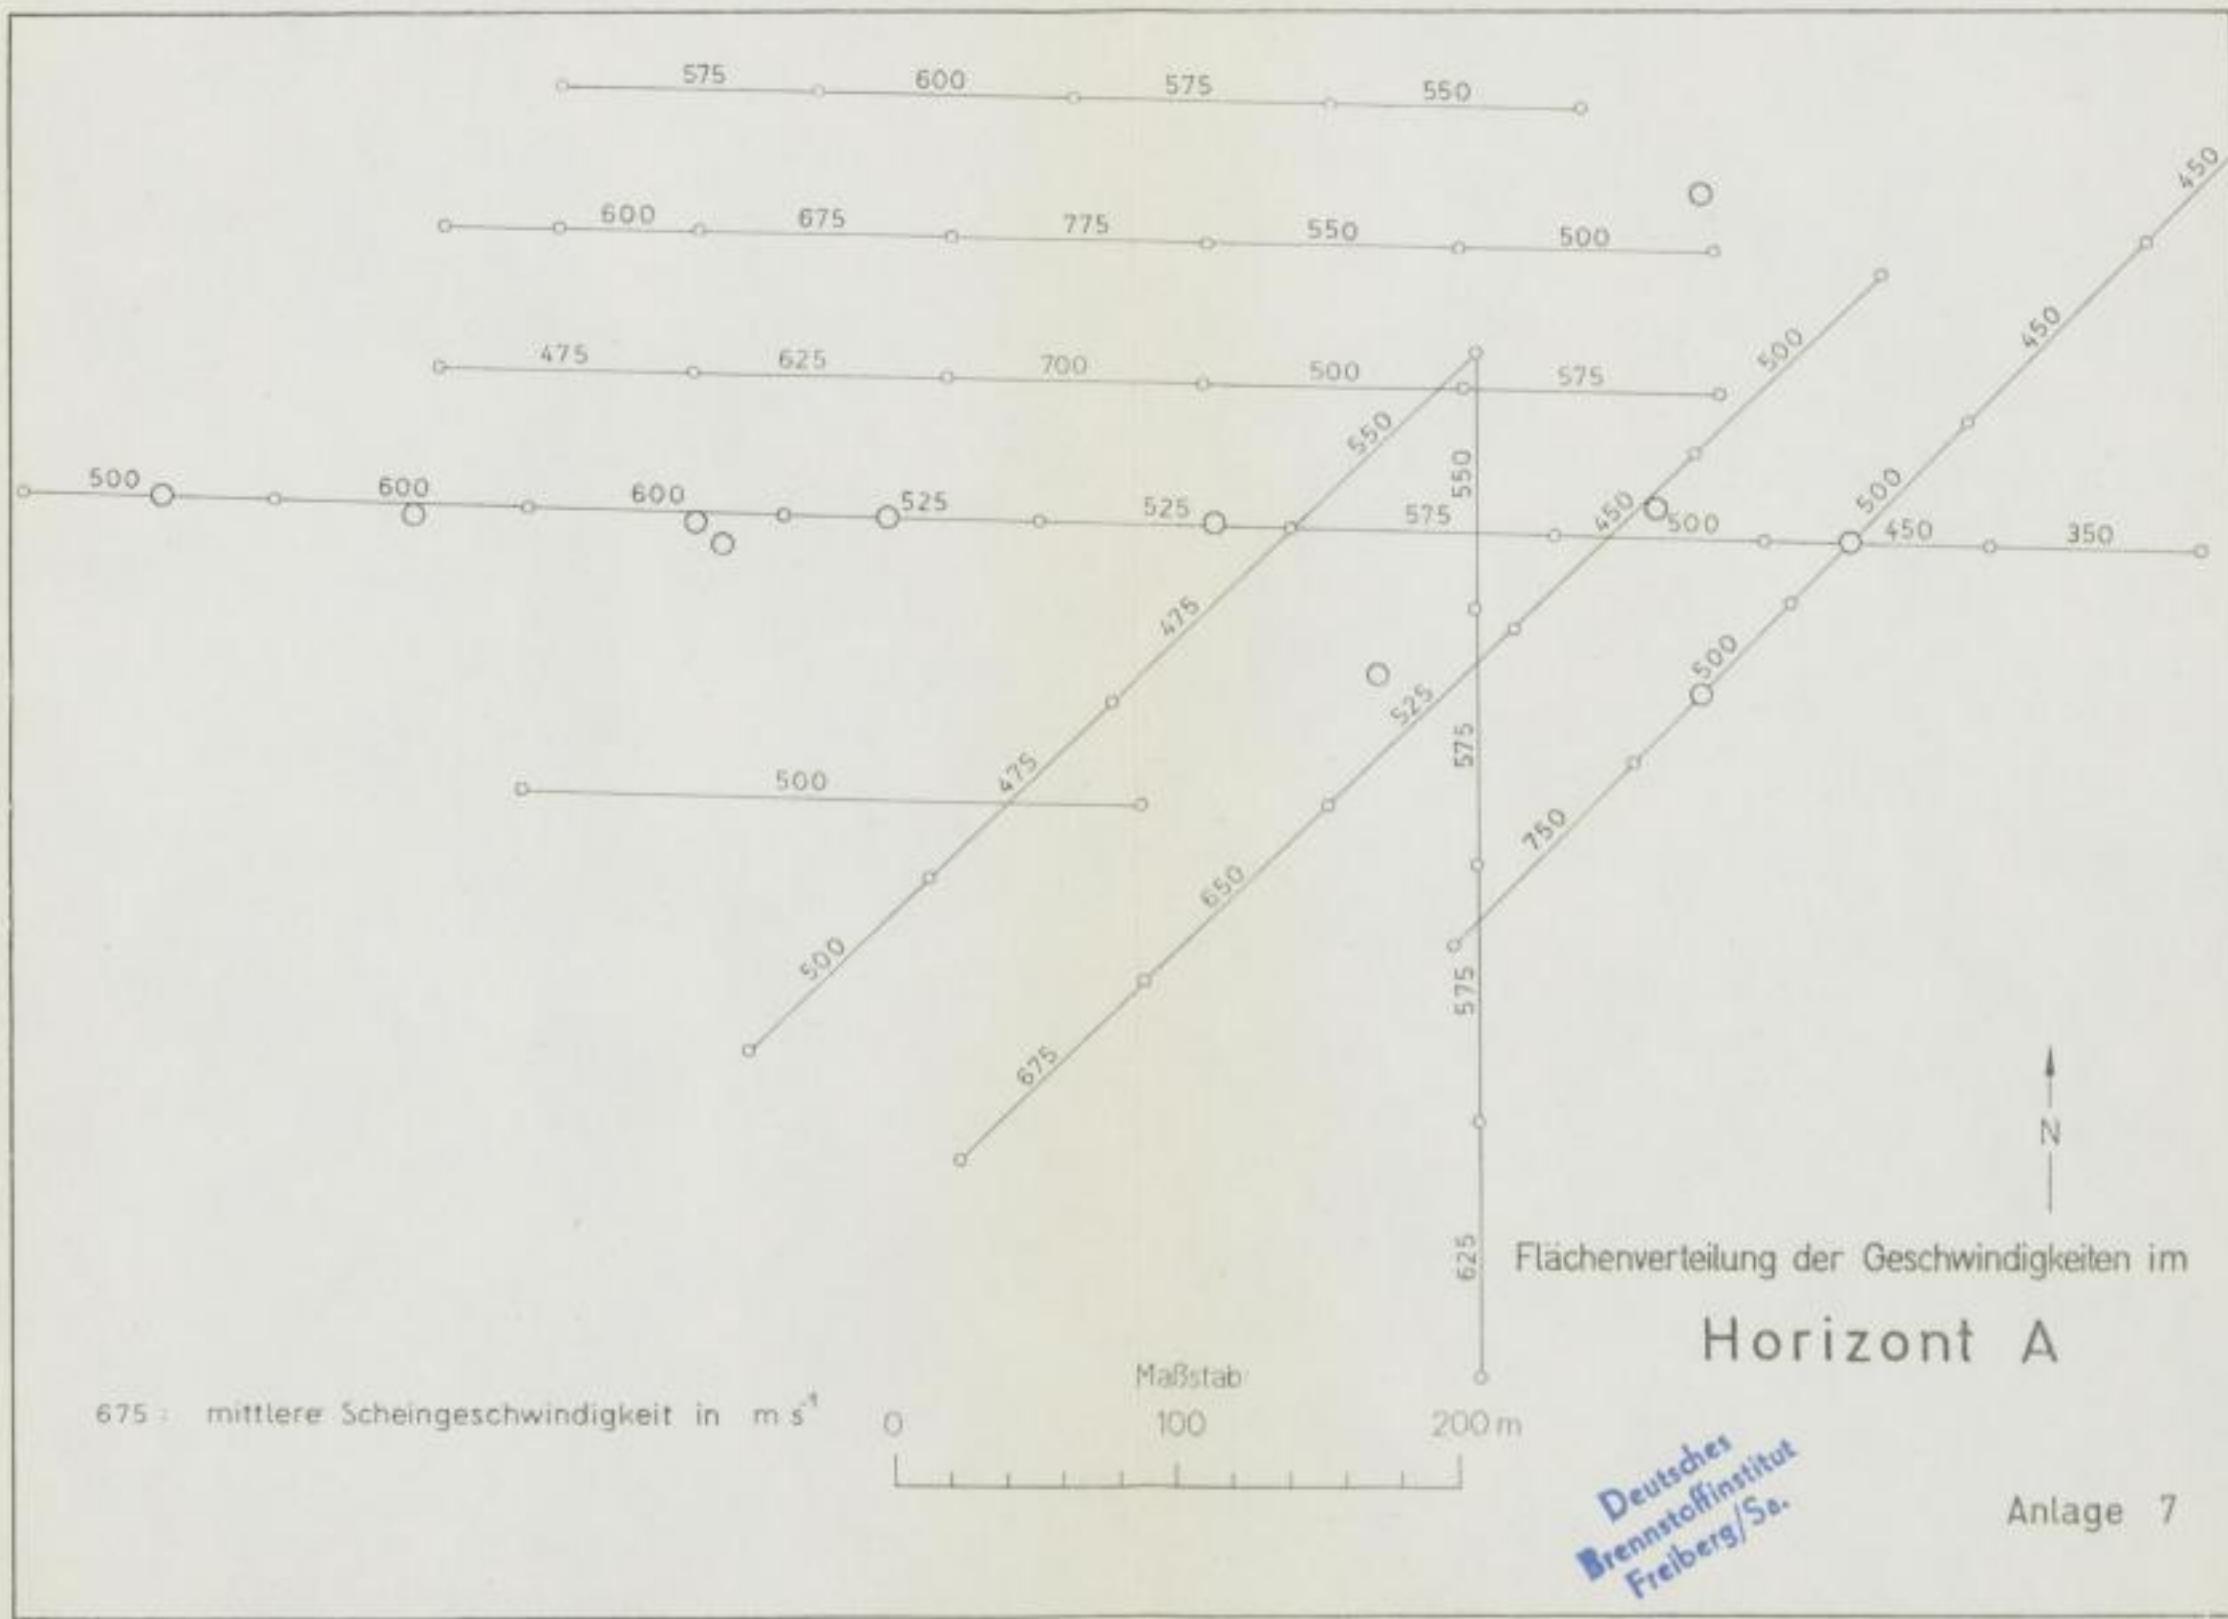 575 600 575 550
600 675 775 550 500
475 625 700 500 575
500 600 600 525 525 575 500 450 350
550 475 475 500
500 450 525 650 675
450 450 500 500 750
550 575 575 625
500
N
Flächenverteilung der Geschwindigkeiten im
Horizont A
675 : mittlere Scheingeschwindigkeit in m s⁻¹
Maßstab
0 100 200 m
Deutsches
Brennstoffinstitut
Freiberg/Sa.
Anlage 7